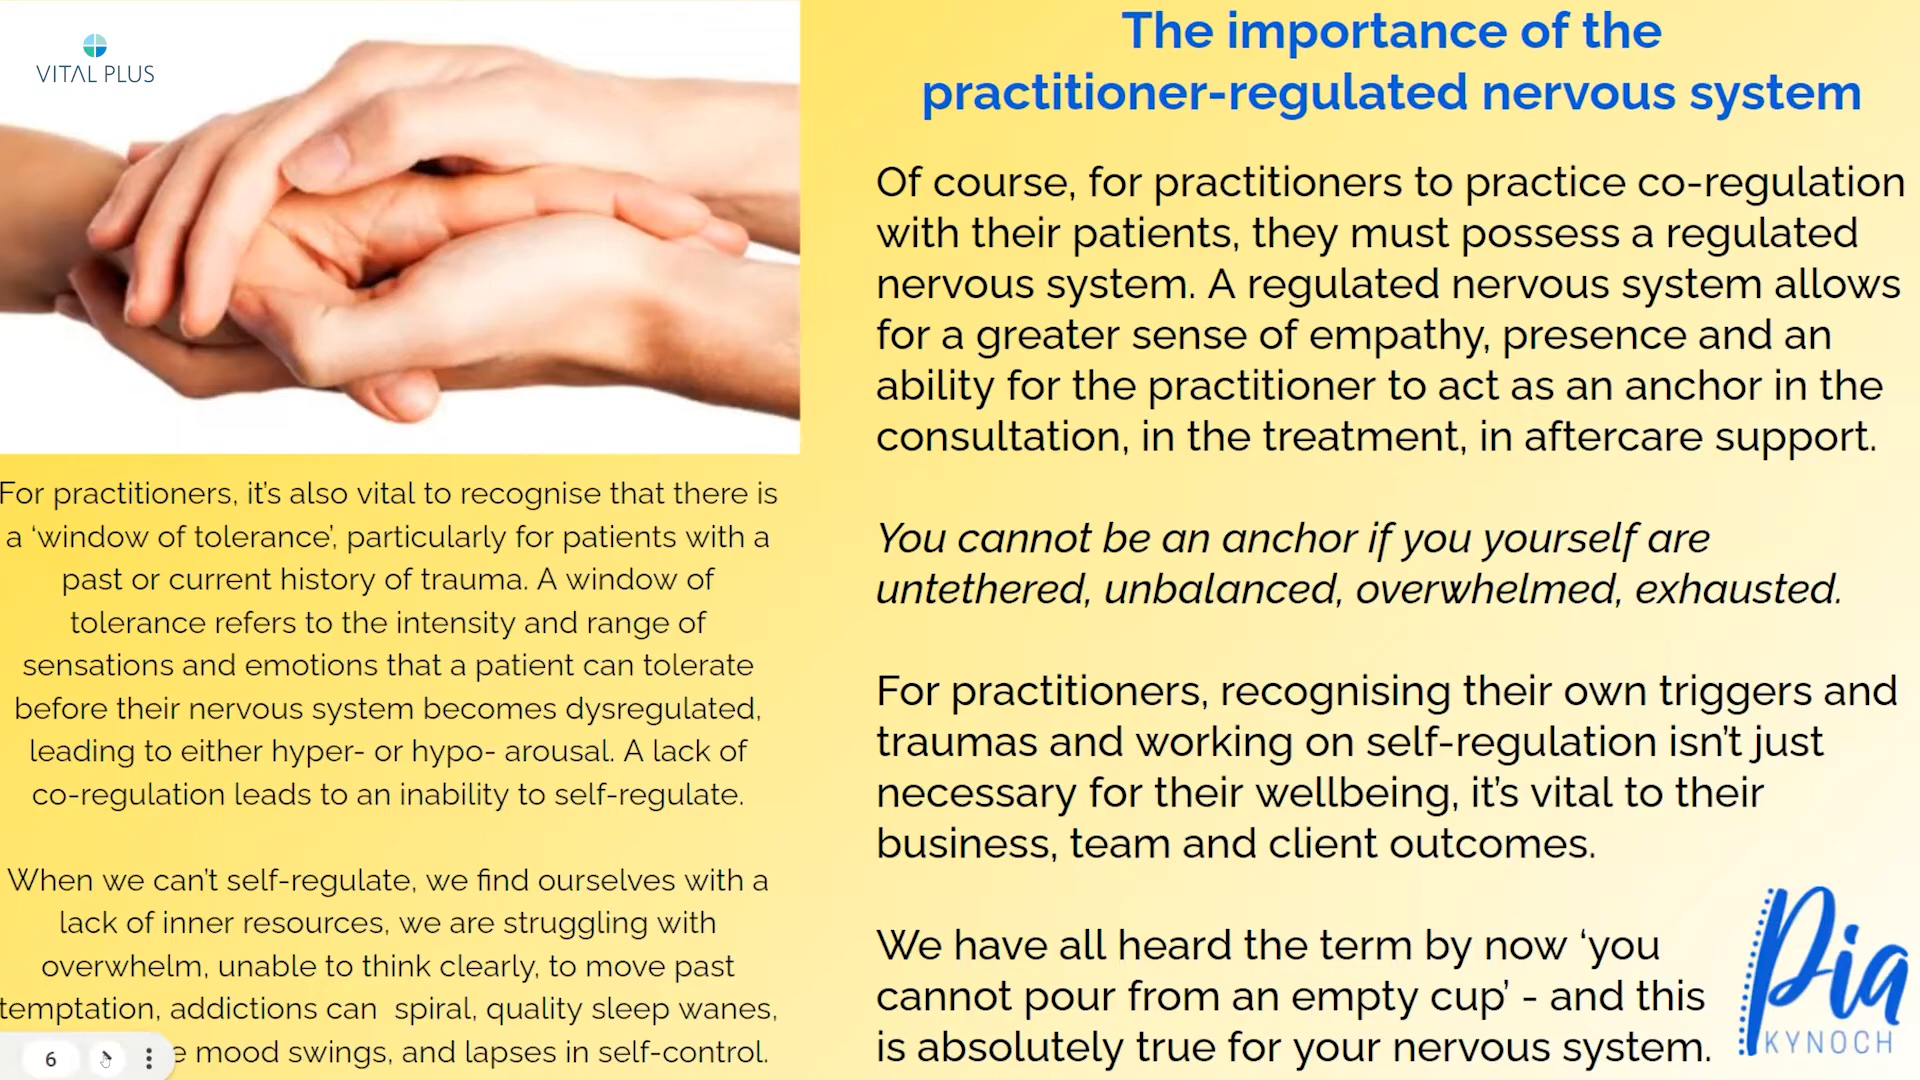 VITAL PLUS
The importance of the
practitioner-regulated nervous system
Of course, for practitioners to practice co-regulation
with their patients, they must possess a regulated
nervous system. A regulated nervous system allows
for a greater sense of empathy, presence and an
ability for the practitioner to act as an anchor in the
consultation, in the treatment, in aftercare support.
You cannot be an anchor if you yourself are
untethered, unbalanced, overwhelmed, exhausted.
For practitioners, recognising their own triggers and
traumas and working on self-regulation isn't just
necessary for their wellbeing, it's vital to their
business, team and client outcomes.
We have all heard the term by now ‘you
cannot pour from an empty cup’ - and this
is absolutely true for your nervous system.
For practitioners, it's also vital to recognise that there is
a ‘window of tolerance’, particularly for patients with a
past or current history of trauma. A window of
tolerance refers to the intensity and range of
sensations and emotions that a patient can tolerate
before their nervous system becomes dysregulated,
leading to either hyper- or hypo- arousal. A lack of
co-regulation leads to an inability to self-regulate.
When we can't self-regulate, we find ourselves with a
lack of inner resources, we are struggling with
overwhelm, unable to think clearly, to move past
temptation, addictions can  spiral, quality sleep wanes,
e mood swings, and lapses in self-control.
6
Pia
KYNOCH